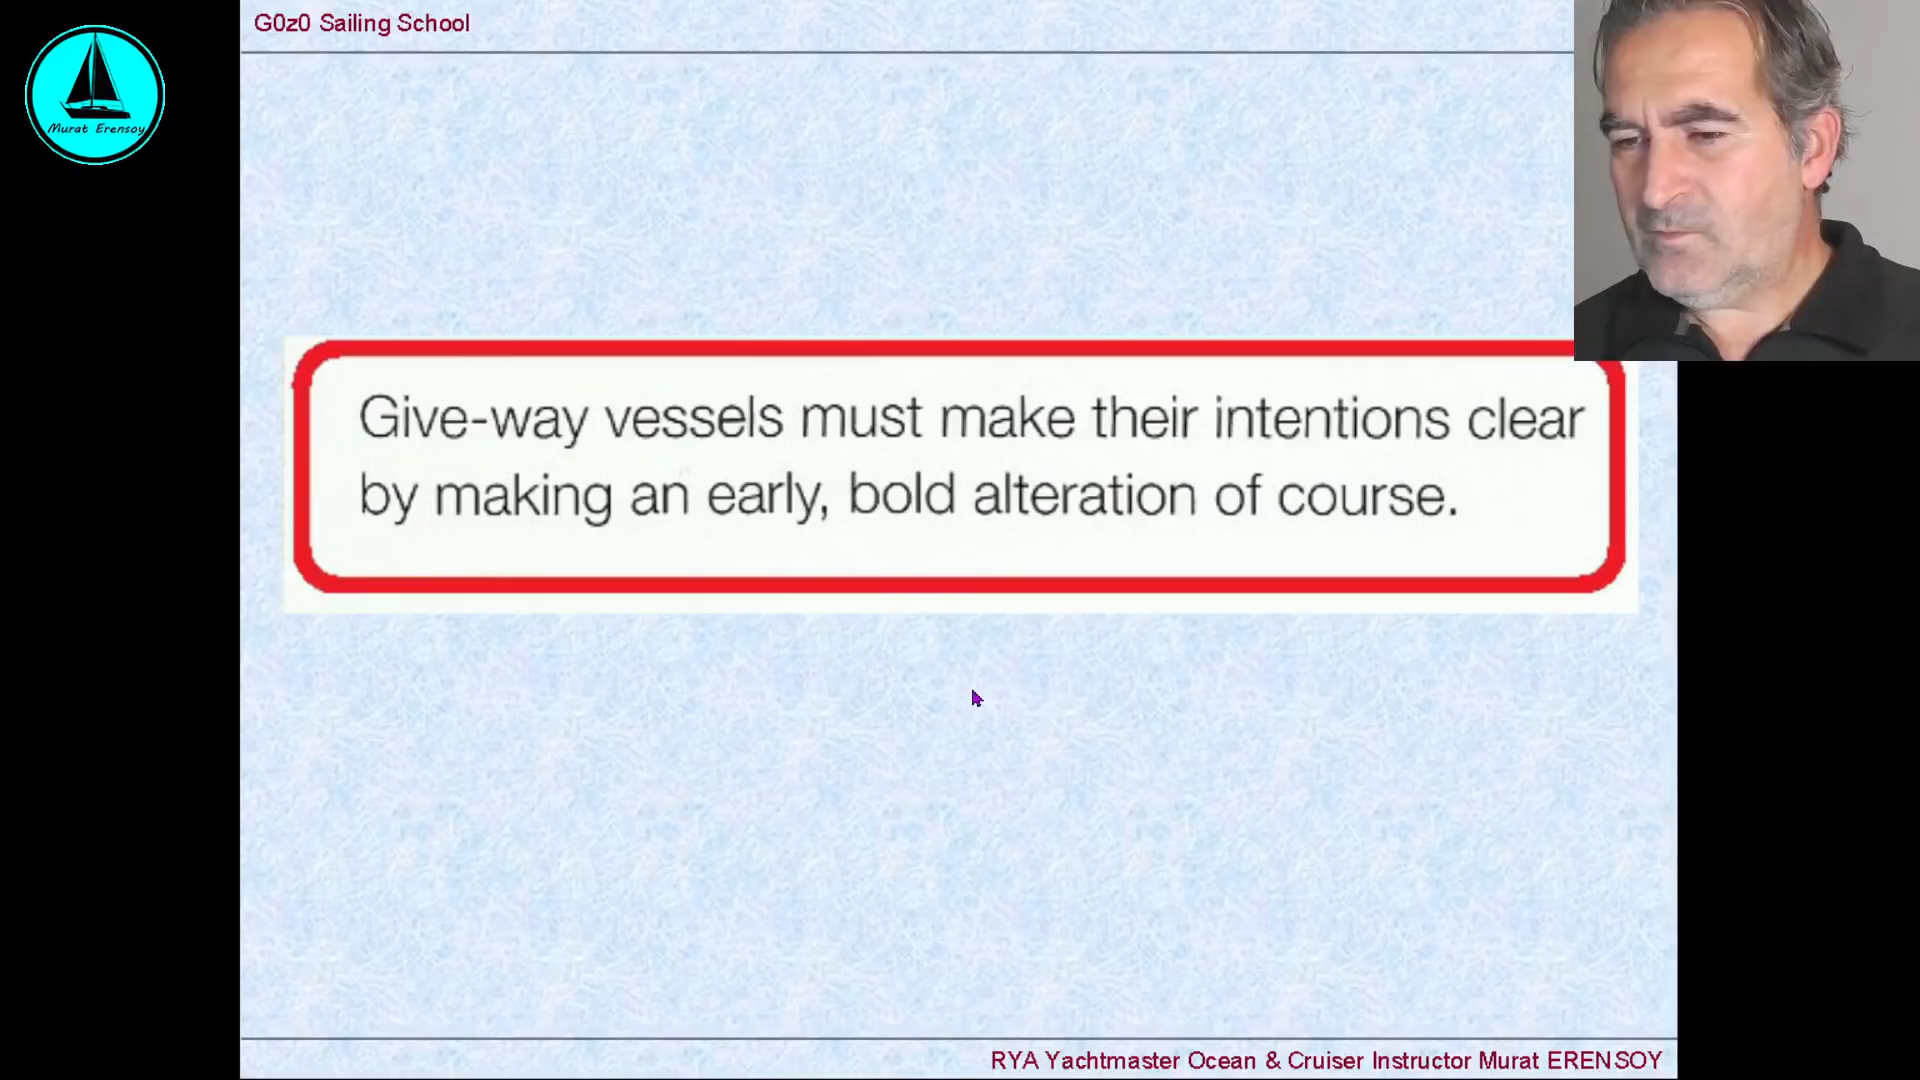 G0z0 Sailing School
Murat Erensoy
Give-way vessels must make their intentions clear
by making an early, bold alteration of course.
RYA Yachtmaster Ocean & Cruiser Instructor Murat ERENSOY